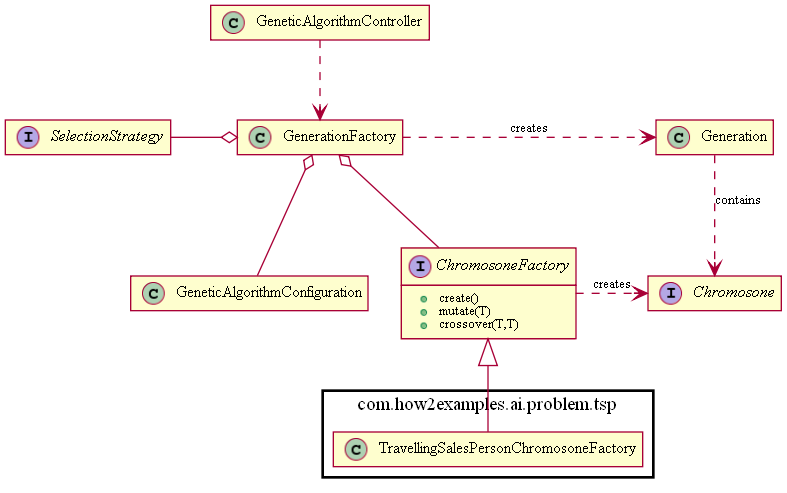 C GeneticAlgorithmController
I SelectionStrategy
C GenerationFactory
creates
C Generation
contains
C GeneticAlgorithmConfiguration
I ChromosoneFactory
create()
mutate(T)
crossover(T,T)
creates
I Chromosone
com.how2examples.ai.problem.tsp
C TravellingSalesPersonChromosoneFactory